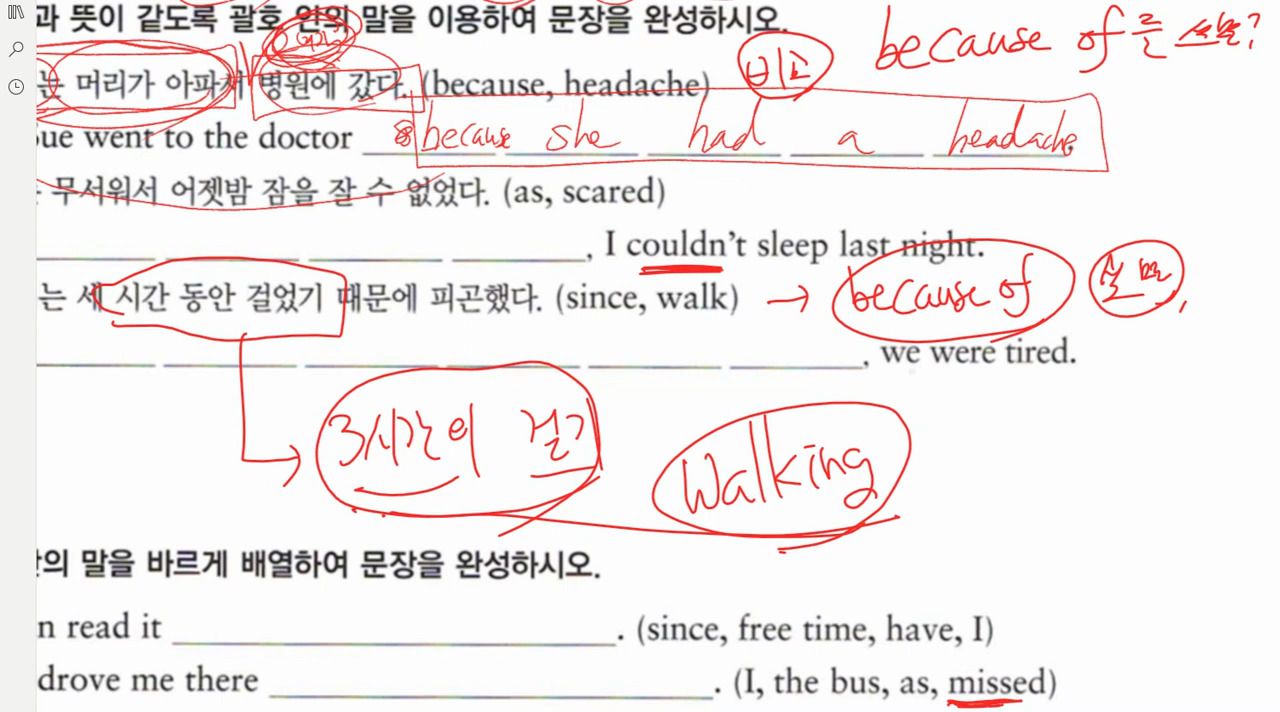 과 뜻이 같도록 괄호 안의 말을 이용하여 문장을 완성하시오.
because of를 쓰는?
는 머리가 아파서 병원에 갔다. (because, headache)
ue went to the doctor because she had a headache.
무서워서 어젯밤 잠을 잘 수 없었다. (as, scared)
, I couldn't sleep last night.
는 세 시간 동안 걸었기 때문에 피곤했다. (since, walk) → because of
, we were tired.
3시간의 걷기
Walking
의 말을 바르게 배열하여 문장을 완성하시오.
n read it . (since, free time, have, I)
drove me there . (I, the bus, as, missed)